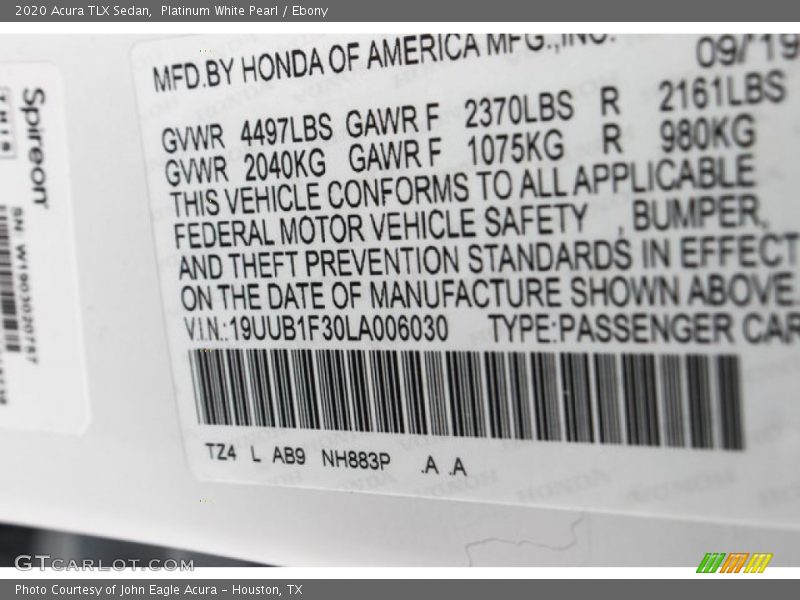 2020 Acura TLX Sedan,  Platinum White Pearl / Ebony
MFD.BY HONDA OF AMERICA MFG.,INC.
09/19
GVWR 4497LBS GAWR F 2370LBS R 2161LBS
GVWR 2040KG GAWR F 1075KG R 980KG
THIS VEHICLE CONFORMS TO ALL APPLICABLE
FEDERAL MOTOR VEHICLE SAFETY , BUMPER,
AND THEFT PREVENTION STANDARDS IN EFFECT
ON THE DATE OF MANUFACTURE SHOWN ABOVE.
V.I.N.:19UUB1F30LA006030 TYPE:PASSENGER CAR
TZ4 L AB9 NH883P .A .A
Spireon
SN W1903020787
HONDA
GTCARLOT.COM
Photo Courtesy of John Eagle Acura - Houston, TX